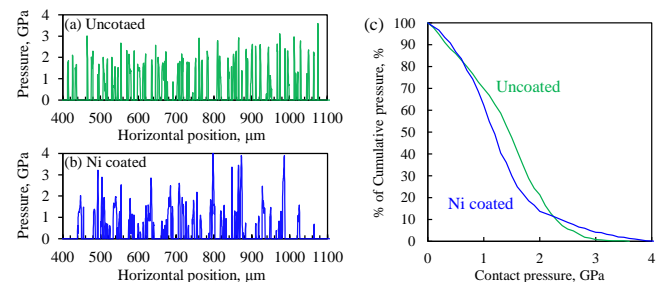 (a) Uncotaed
Pressure, GPa
4
3
2
1
0
400 500 600 700 800 900 1000 1100
Horizontal position, μm
(b) Ni coated
Pressure, GPa
4
3
2
1
0
400 500 600 700 800 900 1000 1100
Horizontal position, μm
(c)
% of Cumulative pressure, %
100
90
80
70
60
50
40
30
20
10
0
Uncoated
Ni coated
0 1 2 3 4
Contact pressure, GPa